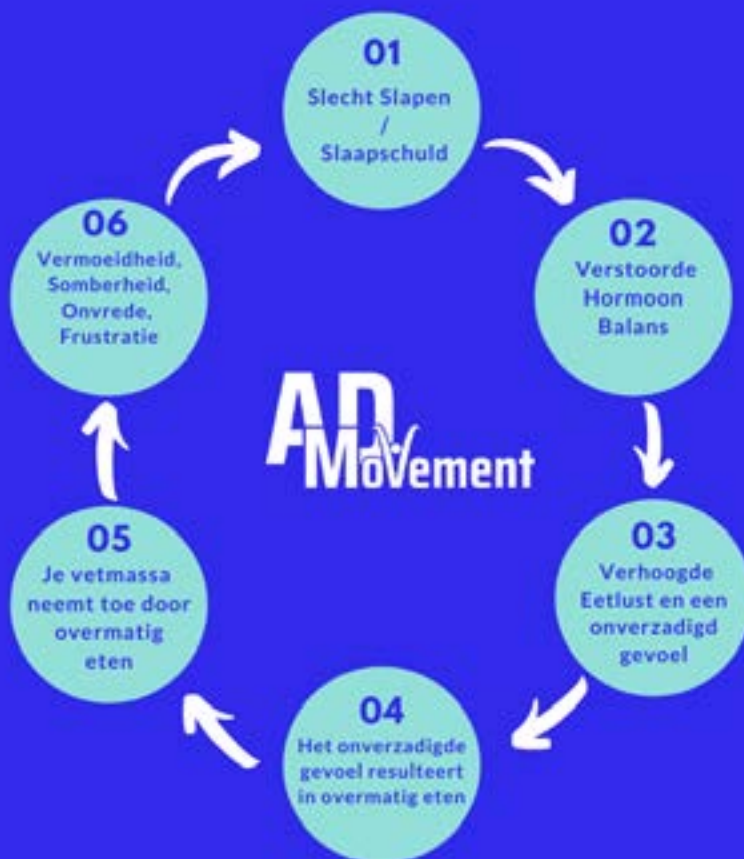 01
Slecht Slapen
/
Slaapschuld
02
Verstoorde
Hormoon
Balans
03
Verhoogde
Eetlust en een
onverzadigd
gevoel
04
Het onverzadigde
gevoel resulteert
in overmatig eten
05
Je vetmassa
neemt toe door
overmatig
eten
06
Vermoeidheid,
Somberheid,
Onvrede,
Frustratie
AD
Movement